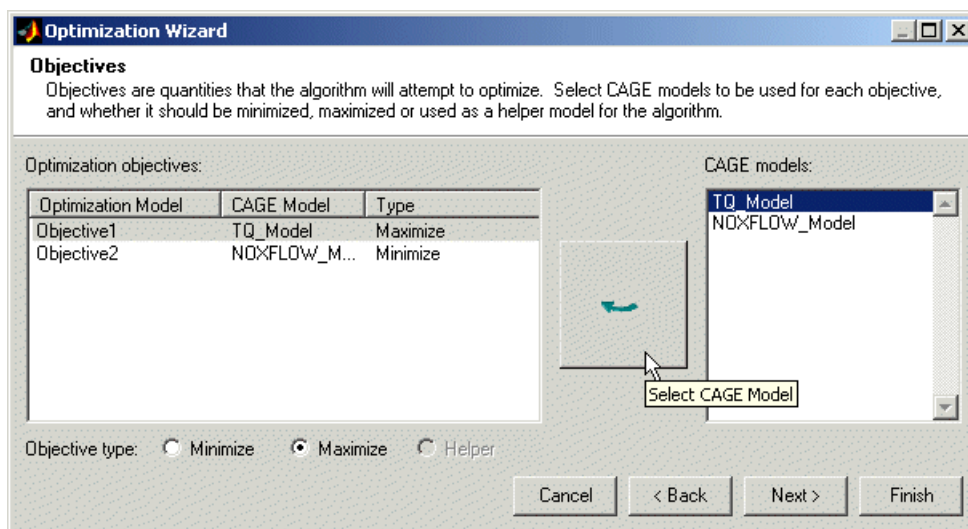 Optimization Wizard
Objectives
Objectives are quantities that the algorithm will attempt to optimize. Select CAGE models to be used for each objective,
and whether it should be minimized, maximized or used as a helper model for the algorithm.
Optimization objectives:
CAGE models:
Optimization Model CAGE Model Type
Objective1 TQ_Model Maximize
Objective2 NOXFLOW_M... Minimize
TQ_Model
NOXFLOW_Model
Select CAGE Model
Objective type: Minimize Maximize Helper
Cancel < Back Next > Finish